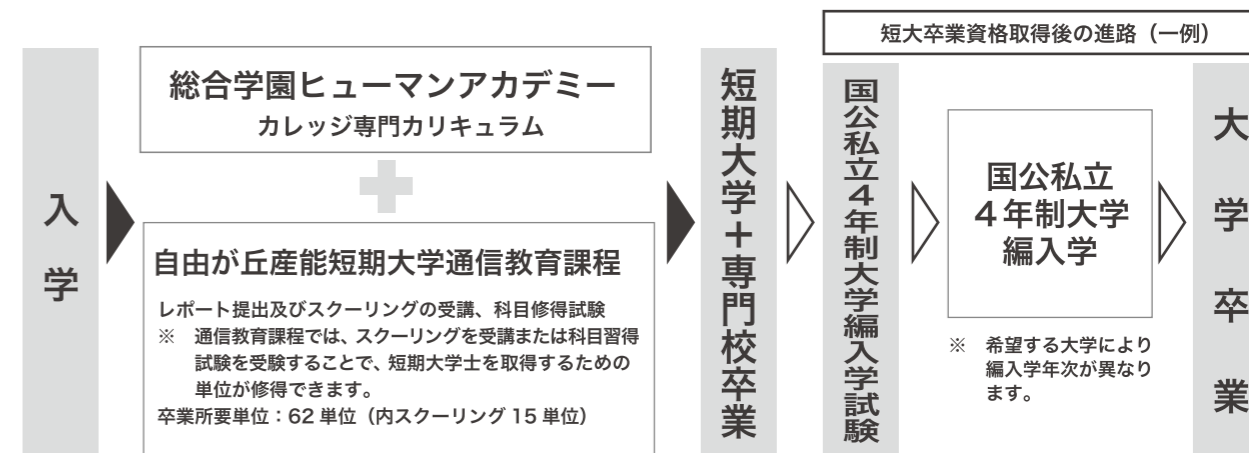 短大卒業資格取得後の進路（一例）
入学
総合学園ヒューマンアカデミー
カレッジ専門カリキュラム
自由が丘産能短期大学通信教育課程
レポート提出及びスクーリングの受講、科目修得試験
※　通信教育課程では、スクーリングを受講または科目習得
試験を受験することで、短期大学士を取得するための
単位が修得できます。
卒業所要単位：62 単位（内スクーリング 15 単位）
短期大学＋専門校卒業
国公私立４年制大学編入学試験
国公私立
４年制大学
編入学
※　希望する大学により
編入学年次が異なり
ます。
大学卒業